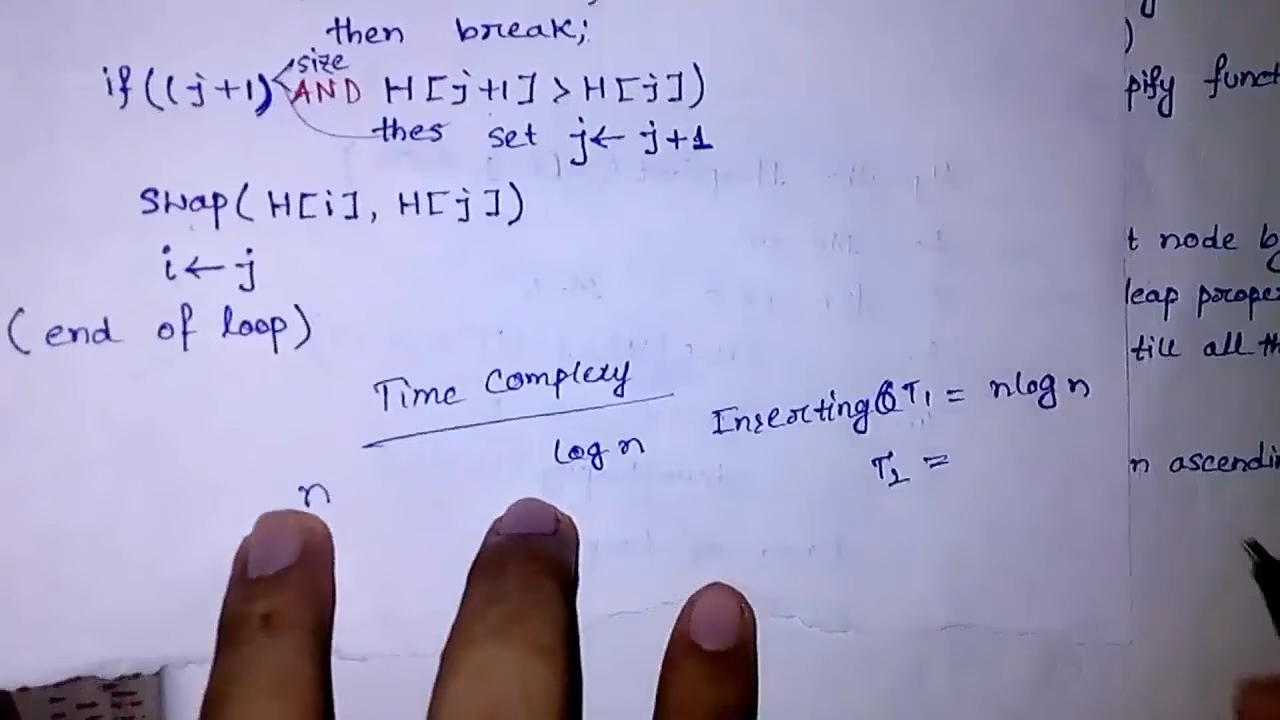 then break;
size
if((j+1)< AND H[j+1] > H[j])
thes set j← j+1
Swap( H[i], H[j])
i←j
(end of loop)
Time Complexy
log n
n
Inserting T1 = nlog n
T2 =
)
pify funct
t node b
eap prope
till all th
n ascendi